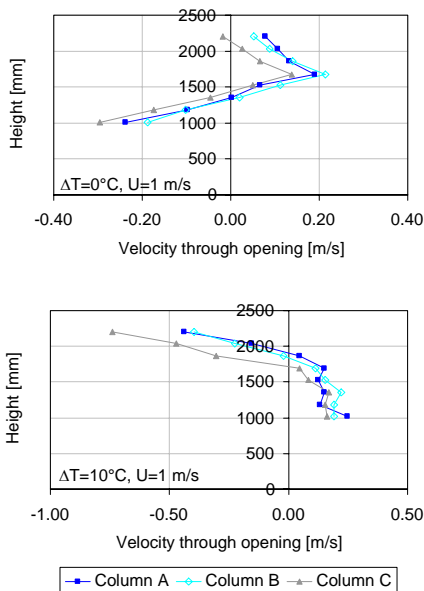 2500
2000
1500
1000
500
0
Height [mm]
ΔT=0°C, U=1 m/s
-0.40 -0.20 0.00 0.20 0.40
Velocity through opening [m/s]
2500
2000
1500
1000
500
0
Height [mm]
ΔT=10°C, U=1 m/s
-1.00 -0.50 0.00 0.50
Velocity through opening [m/s]
Column A Column B Column C